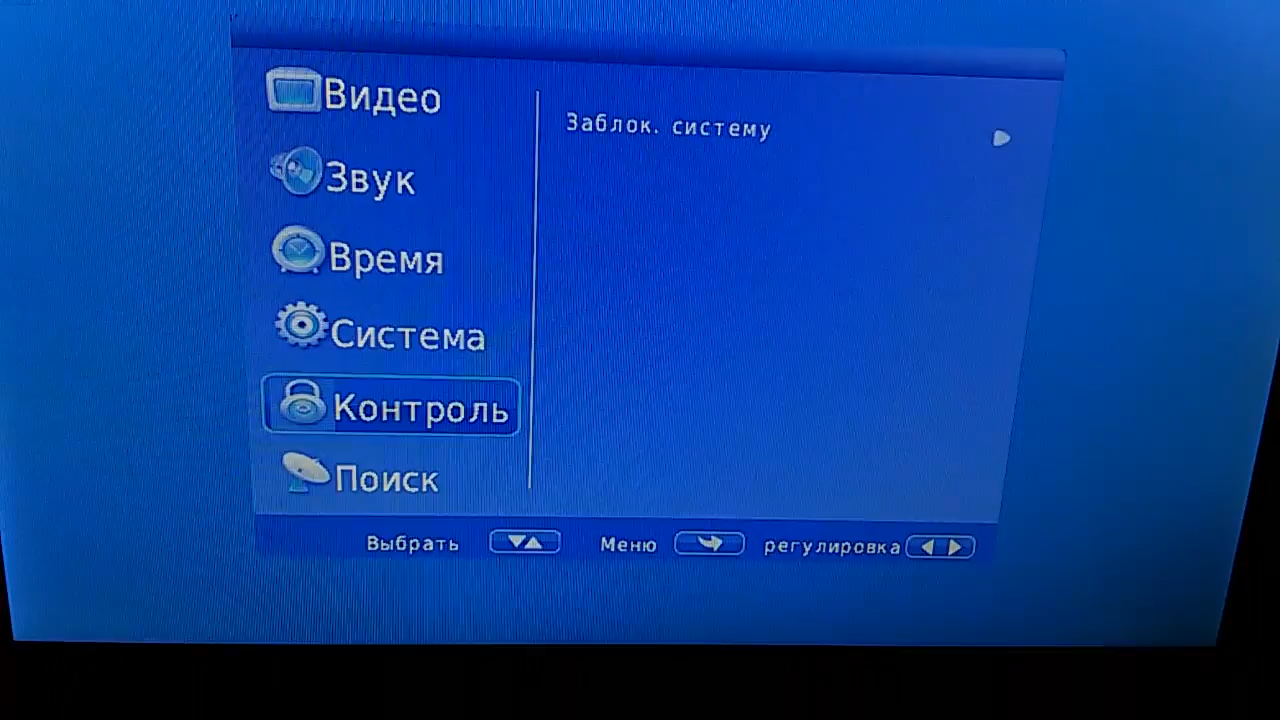 Видео
Звук
Время
Система
Контроль
Поиск
Заблок. систему
Выбрать Меню регулировка